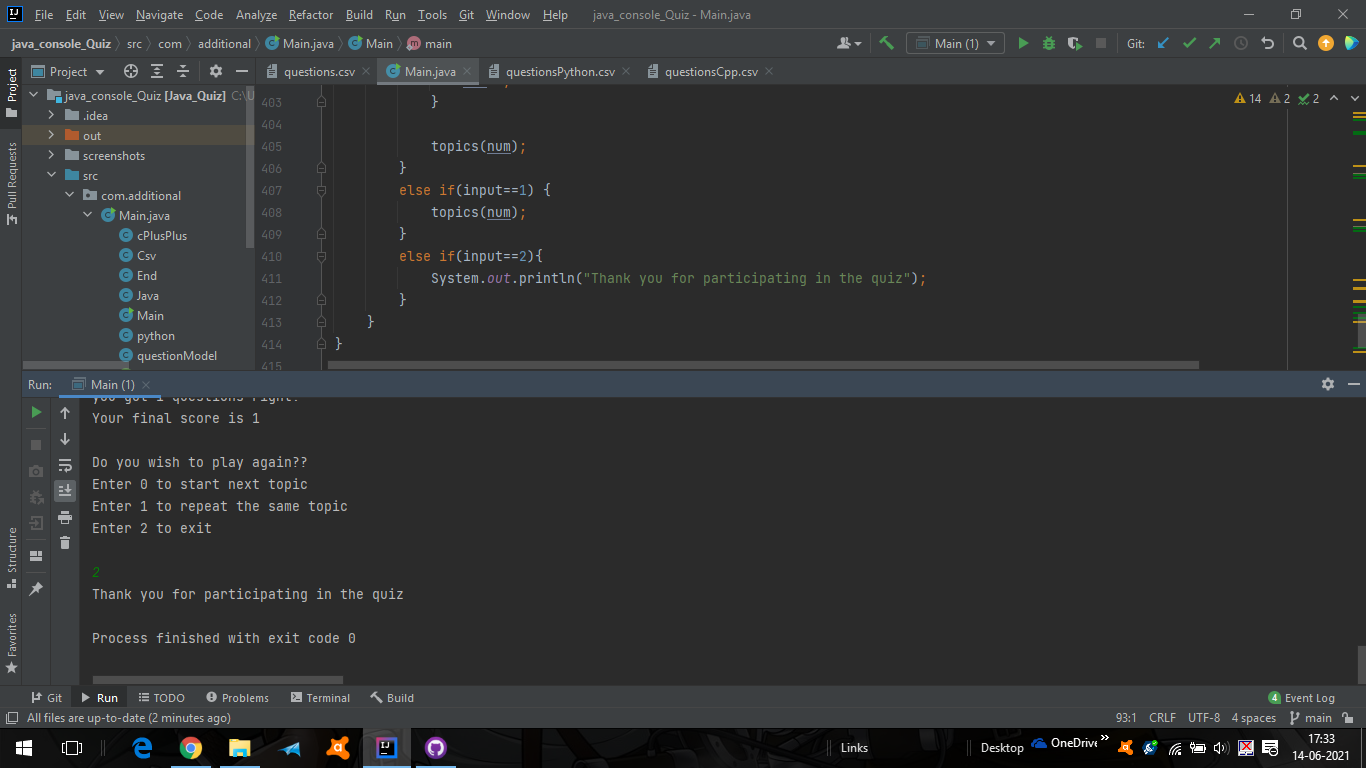 File Edit View Navigate Code Analyze Refactor Build Run Tools Git Window Help java_console_Quiz - Main.java
java_console_Quiz src com additional Main.java Main main Main (1) Git:
Project questions.csv Main.java questionsPython.csv questionsCpp.csv
Project
Pull Requests
java_console_Quiz [Java_Quiz] C:\U
.idea
out
screenshots
src
com.additional
Main.java
cPlusPlus
Csv
End
Java
Main
python
questionModel
14 2 2
403 }
404
405 topics(num);
406 }
407 else if(input==1) {
408 topics(num);
409 }
410 else if(input==2){
411 System.out.println("Thank you for participating in the quiz");
412 }
413 }
414 }
415
Run: Main (1)
you got 1 questions right.
Your final score is 1
Do you wish to play again??
Enter 0 to start next topic
Enter 1 to repeat the same topic
Enter 2 to exit
2
Thank you for participating in the quiz
Process finished with exit code 0
Structure
Favorites
Git Run TODO Problems Terminal Build 4 Event Log
All files are up-to-date (2 minutes ago) 93:1 CRLF UTF-8 4 spaces main
Links Desktop OneDrive 17:33
14-06-2021